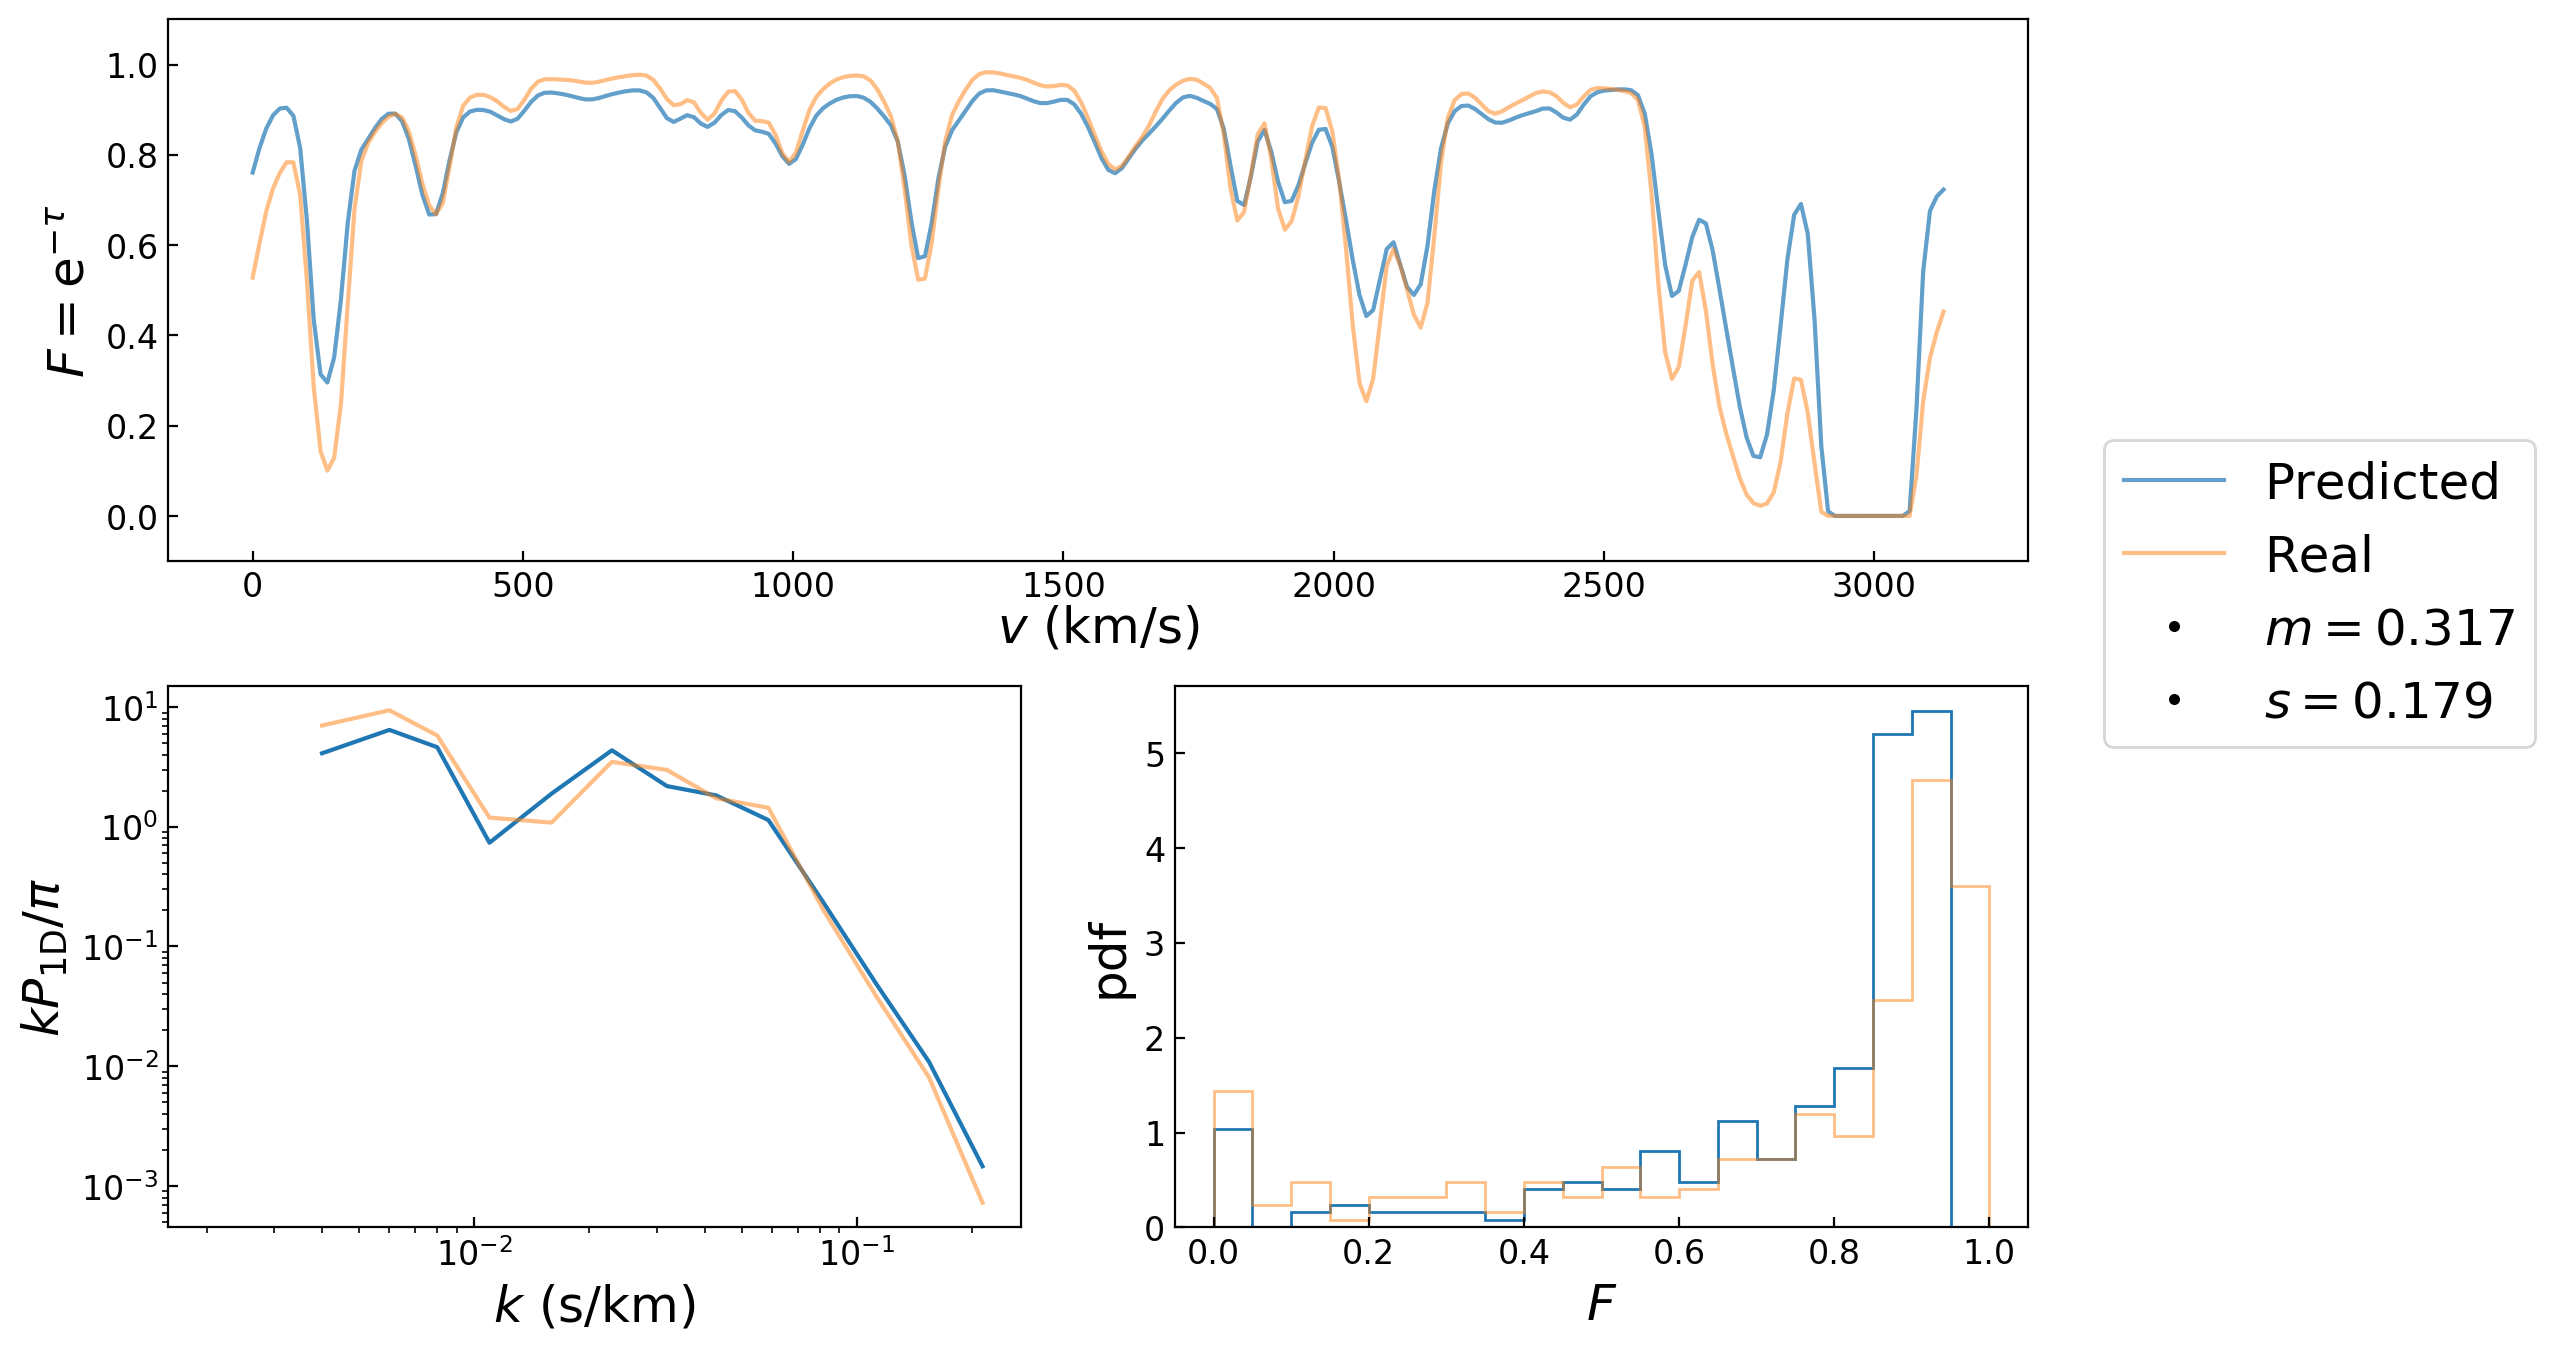 1.0
0.8
0.6
0.4
0.2
0.0
F = e^{−τ}
0 500 1000 1500 2000 2500 3000
v (km/s)
Predicted
Real
m = 0.317
s = 0.179
10^1
10^0
10^{−1}
10^{−2}
10^{−3}
kP_{1D}/π
10^{−2} 10^{−1}
k (s/km)
5
4
3
2
1
0
pdf
0.0 0.2 0.4 0.6 0.8 1.0
F